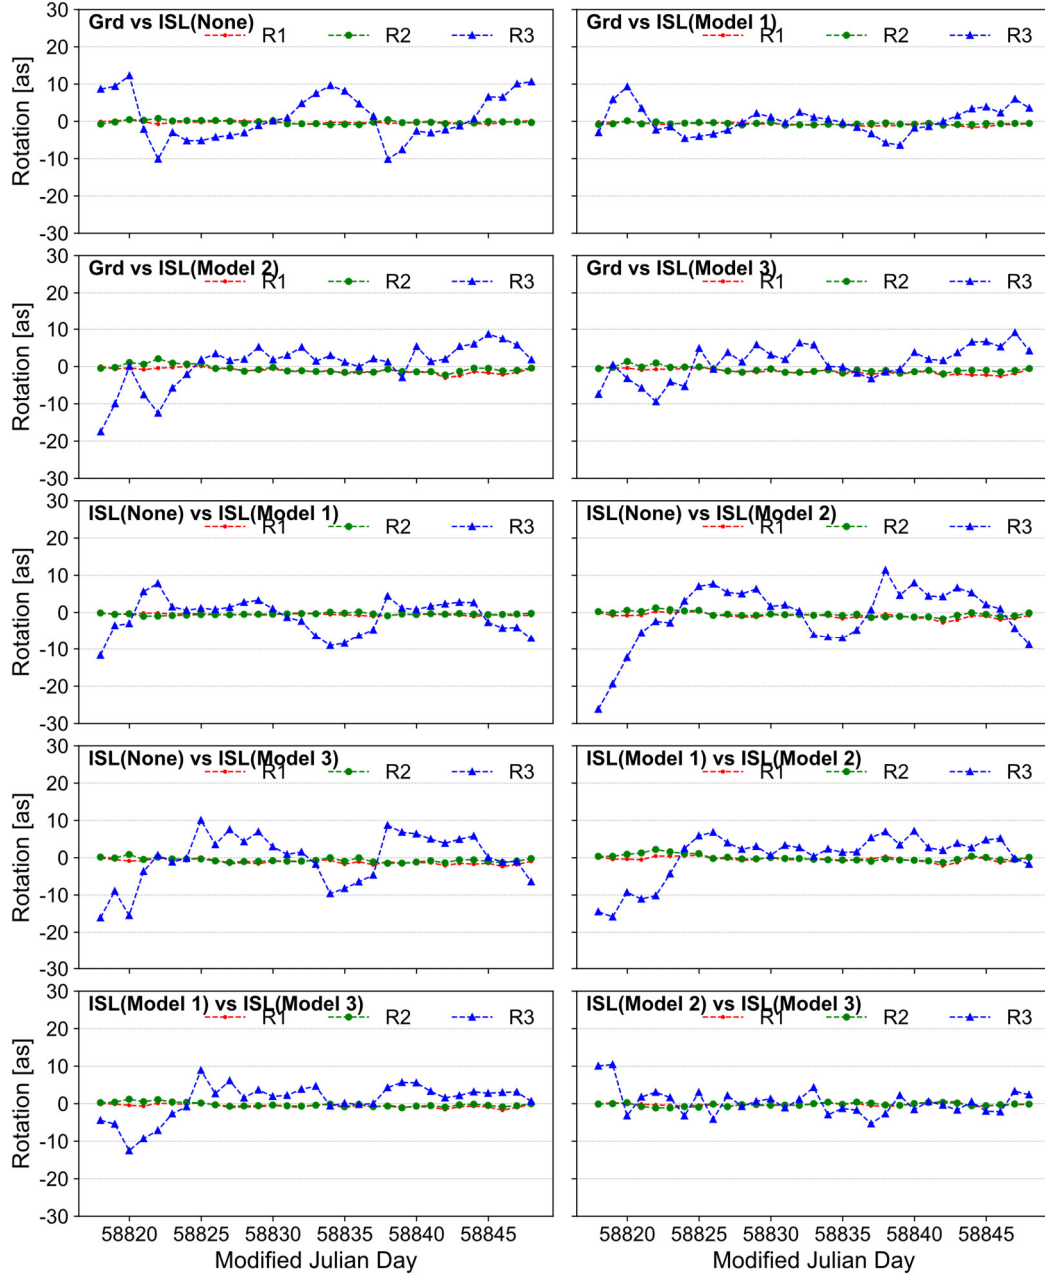 Grd vs ISL(None)
R1 R2 R3
30
20
10
0
-10
-20
-30
Rotation [as]
Grd vs ISL(Model 1)
R1 R2 R3
Grd vs ISL(Model 2)
R1 R2 R3
30
20
10
0
-10
-20
-30
Rotation [as]
Grd vs ISL(Model 3)
R1 R2 R3
ISL(None) vs ISL(Model 1)
R1 R2 R3
30
20
10
0
-10
-20
-30
Rotation [as]
ISL(None) vs ISL(Model 2)
R1 R2 R3
ISL(None) vs ISL(Model 3)
R1 R2 R3
30
20
10
0
-10
-20
-30
Rotation [as]
ISL(Model 1) vs ISL(Model 2)
R1 R2 R3
ISL(Model 1) vs ISL(Model 3)
R1 R2 R3
30
20
10
0
-10
-20
-30
Rotation [as]
ISL(Model 2) vs ISL(Model 3)
R1 R2 R3
58820 58825 58830 58835 58840 58845
Modified Julian Day
58820 58825 58830 58835 58840 58845
Modified Julian Day